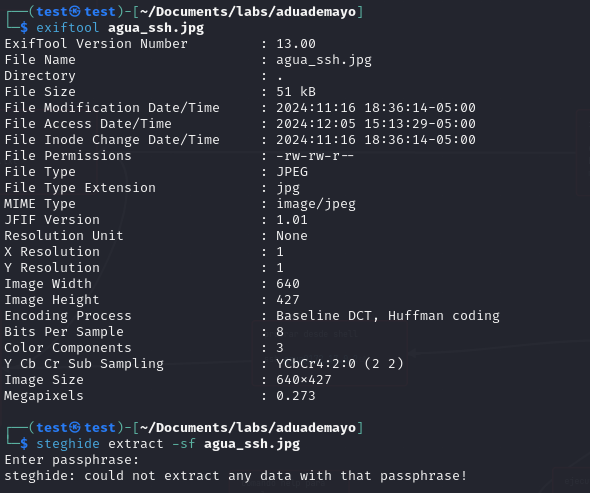 ┌──(test㉿test)-[~/Documents/labs/aduademayo]
└─$ exiftool agua_ssh.jpg
ExifTool Version Number         : 13.00
File Name                       : agua_ssh.jpg
Directory                       : .
File Size                       : 51 kB
File Modification Date/Time     : 2024:11:16 18:36:14-05:00
File Access Date/Time           : 2024:12:05 15:13:29-05:00
File Inode Change Date/Time     : 2024:11:16 18:36:14-05:00
File Permissions                : -rw-rw-r--
File Type                       : JPEG
File Type Extension             : jpg
MIME Type                       : image/jpeg
JFIF Version                    : 1.01
Resolution Unit                 : None
X Resolution                    : 1
Y Resolution                    : 1
Image Width                     : 640
Image Height                    : 427
Encoding Process                : Baseline DCT, Huffman coding
Bits Per Sample                 : 8
Color Components                : 3
Y Cb Cr Sub Sampling            : YCbCr4:2:0 (2 2)
Image Size                      : 640×427
Megapixels                      : 0.273
┌──(test㉿test)-[~/Documents/labs/aduademayo]
└─$ steghide extract -sf agua_ssh.jpg
Enter passphrase:
steghide: could not extract any data with that passphrase!